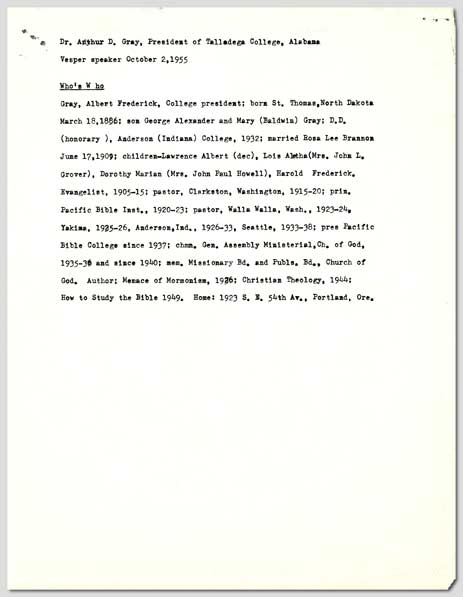 Dr. Arthur D. Gray, President of Talladega College, Alabama
Vesper speaker October 2,1955
Who's W ho
Gray, Albert Frederick, College president; born St. Thomas,North Dakota
March 18,1886; son George Alexander and Mary (Baldwin) Gray; D.D.
(honorary ), Anderson (Indiana) College, 1932; married Rosa Lee Brannon
June 17,1909; children-Lawrence Albert (dec), Lois Aletha(Mrs. John L.
Grover), Dorothy Marian (Mrs. John Paul Howell), Harold Frederick.
Evangelist, 1905-15; pastor, Clarkston, Washington, 1915-20; prin.
Pacific Bible Inst., 1920-23; pastor, Walla Walla, Wash., 1923-24,
Yakima, 1925-26, Anderson,Ind., 1926-33, Seattle, 1933-38; pres Pacific
Bible College since 1937; chmn. Gen. Assembly Ministerial,Ch. of God,
1935-36 and since 1940; mem. Missionary Bd. and Publs. Bd., Church of
God. Author; Menace of Mormonism, 1926; Christian Theology, 1944;
How to Study the Bible 1949. Home: 1923 S. E. 54th Av., Portland, Ore.